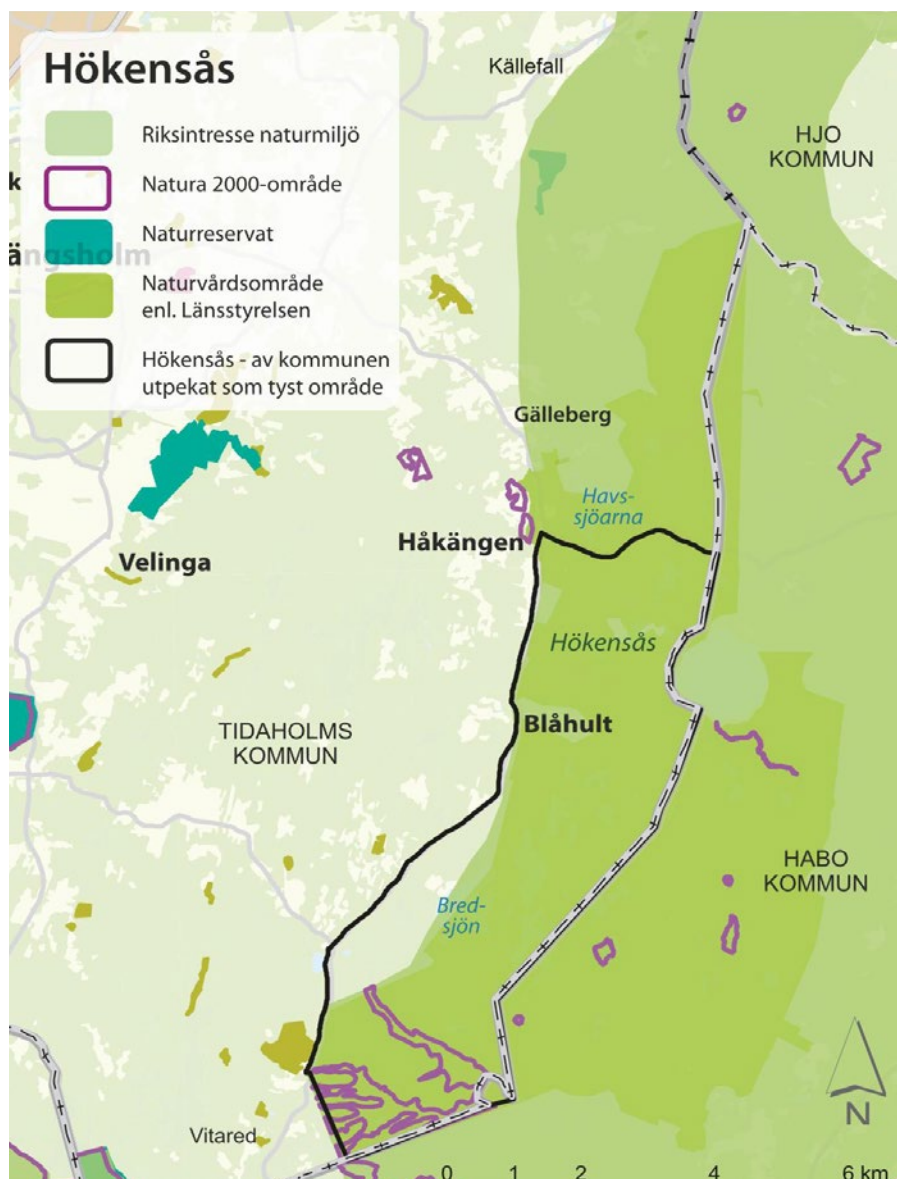 Hökensås
Riksintresse naturmiljö
Natura 2000-område
Naturreservat
Naturvårdsområde
enl. Länsstyrelsen
Hökensås - av kommunen
utpekat som tyst område
Källefall
HJO
KOMMUN
k
ängsholm
Gälleberg
Havs-
sjöarna
Håkängen
Velinga
Hökensås
Blåhult
TIDAHOLMS
KOMMUN
HABO
KOMMUN
Bred-
sjön
Vitared
N
0 1 2 4 6 km